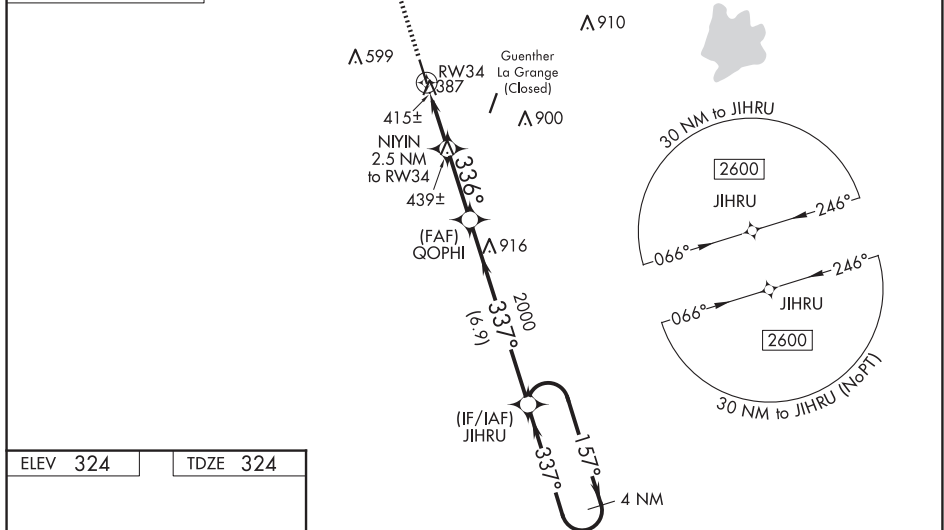 910
599
Guenther
La Grange
(Closed)
RW34
387
415±
900
NIYIN
2.5 NM
to RW34
336°
439±
(FAF)
QOPHI
916
2000
337°
(6.9)
(IF/IAF)
JIHRU
157°
337°
4 NM
30 NM to JIHRU
2600
JIHRU
246°
066°
246°
066°
JIHRU
2600
30 NM to JIHRU (NoPT)
ELEV 324
TDZE 324